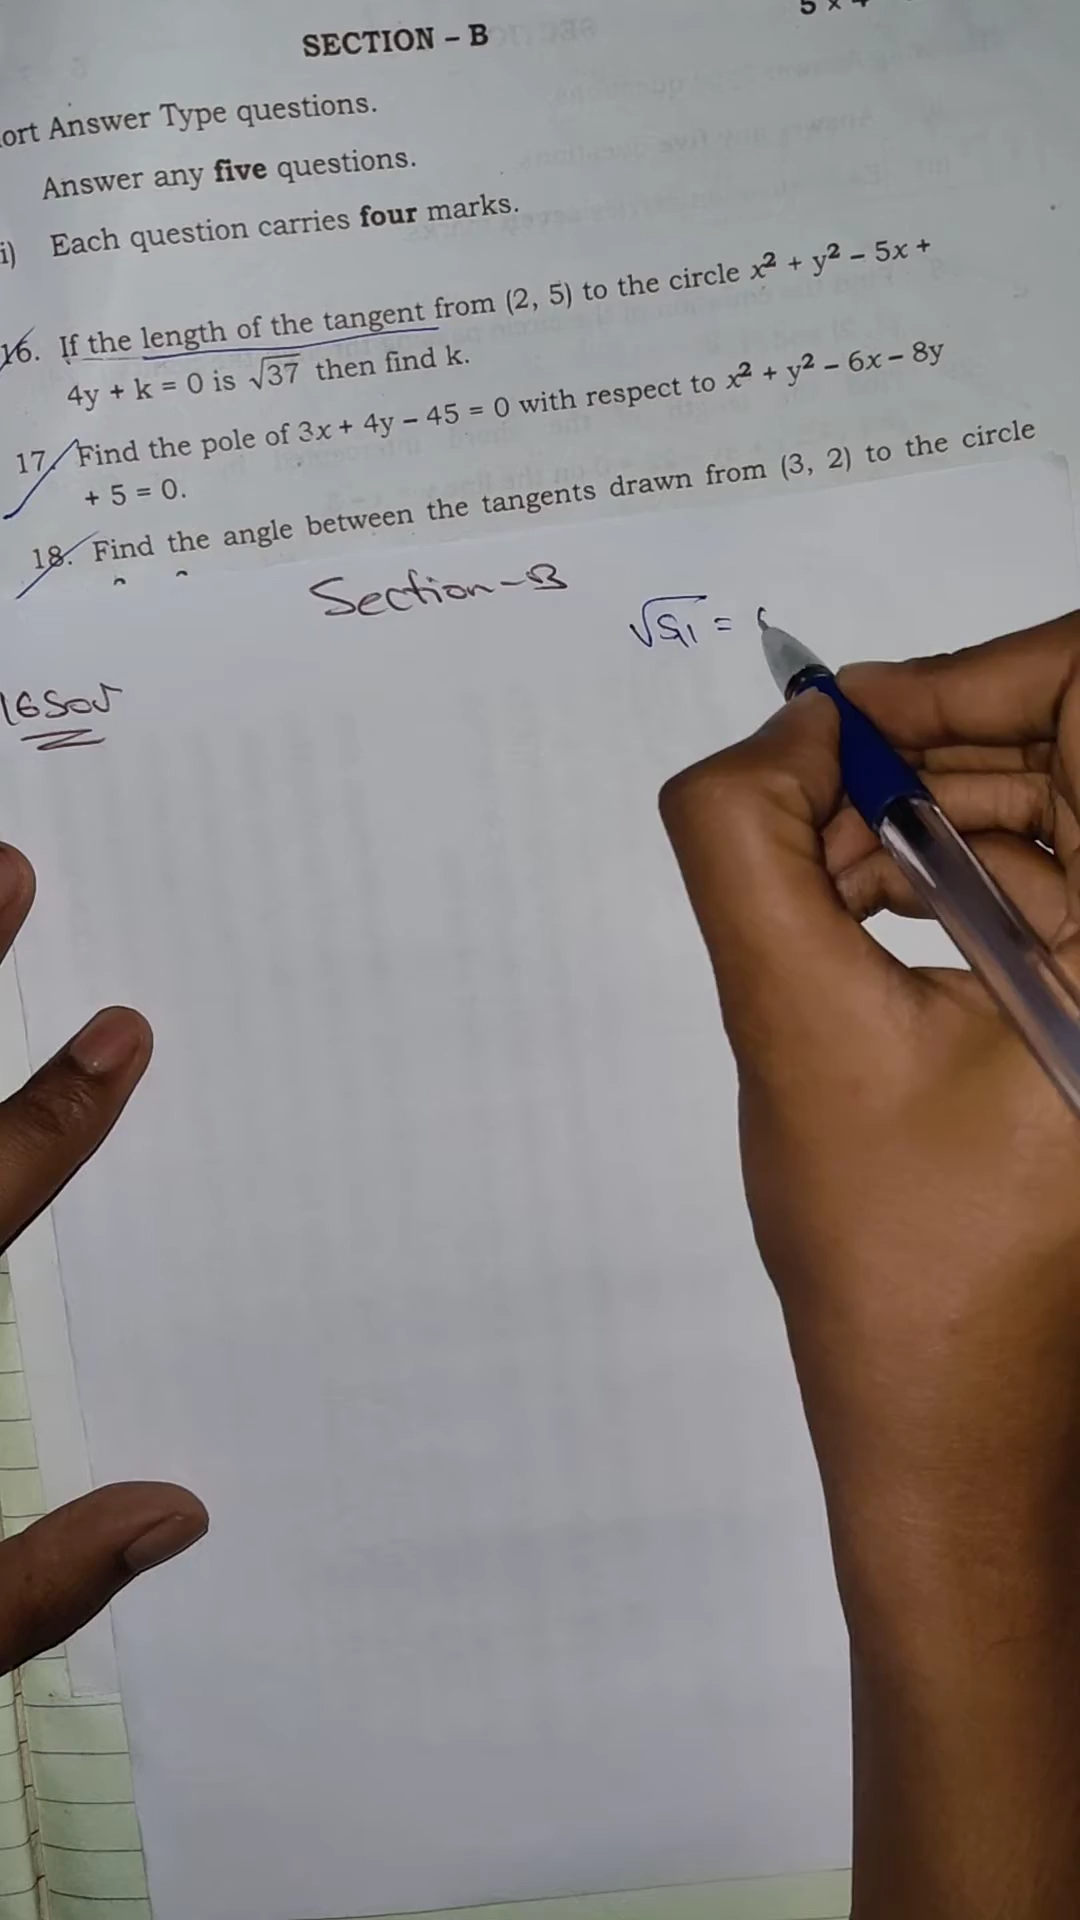 SECTION – B
ort Answer Type questions.
Answer any five questions.
i) Each question carries four marks.
16. If the length of the tangent from (2, 5) to the circle x² + y² – 5x +
4y + k = 0 is √37 then find k.
17. Find the pole of 3x + 4y – 45 = 0 with respect to x² + y² – 6x – 8y
+ 5 = 0.
18. Find the angle between the tangents drawn from (3, 2) to the circle
Section-B
√S11 =
16 Sol